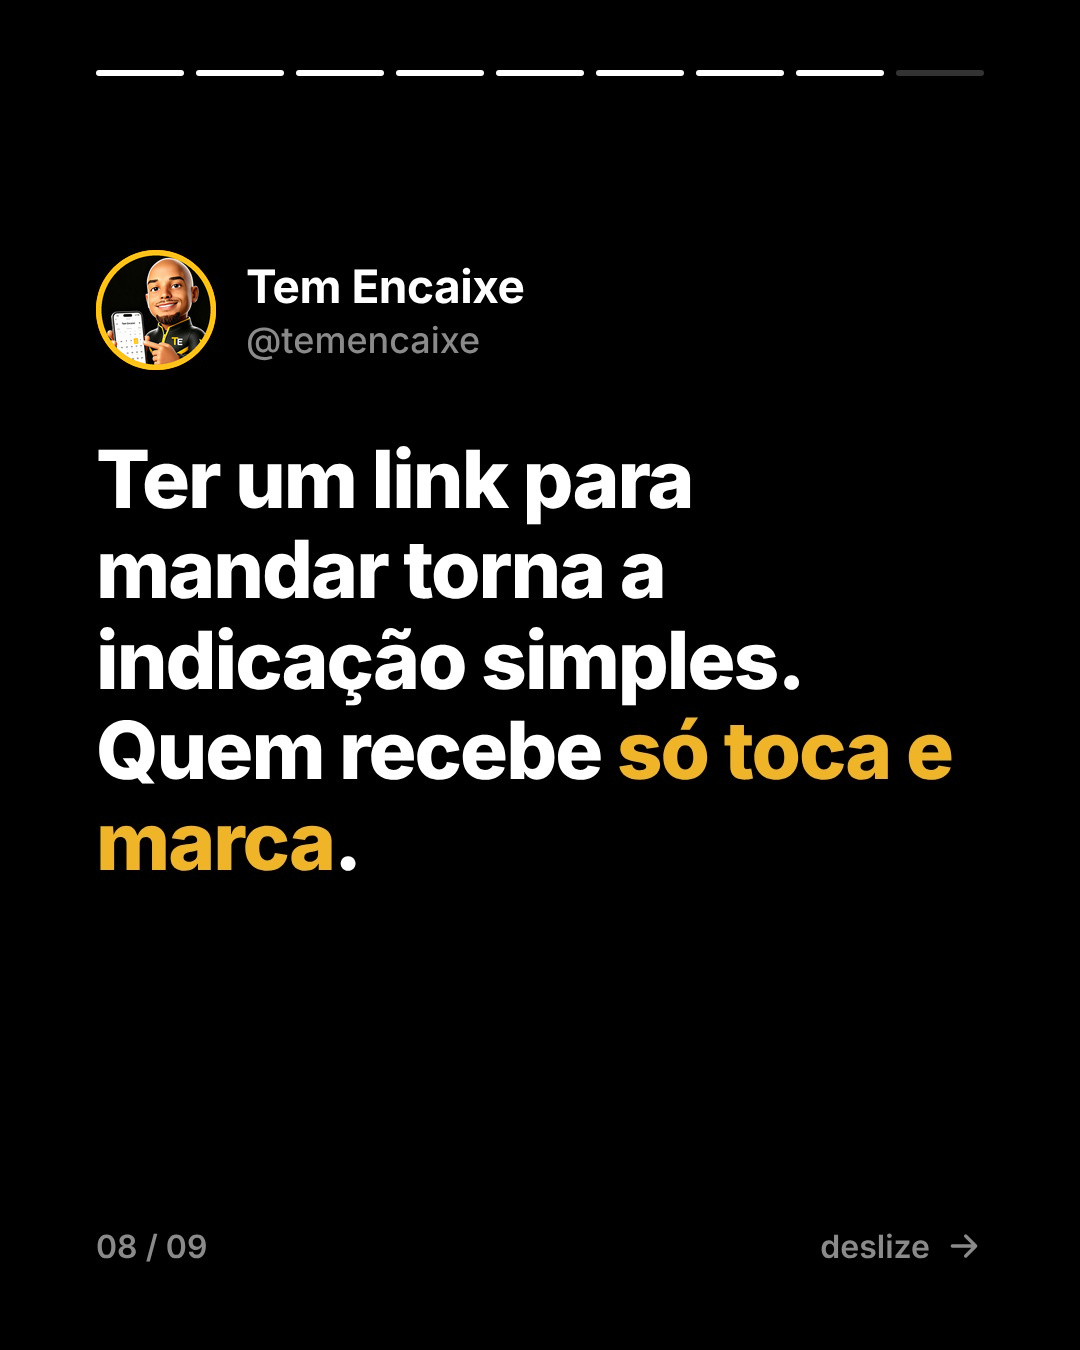 Tem Encaixe
@temencaixe
TE
Ter um link para
mandar torna a
indicação simples.
Quem recebe só toca e
marca.
08 / 09
deslize →